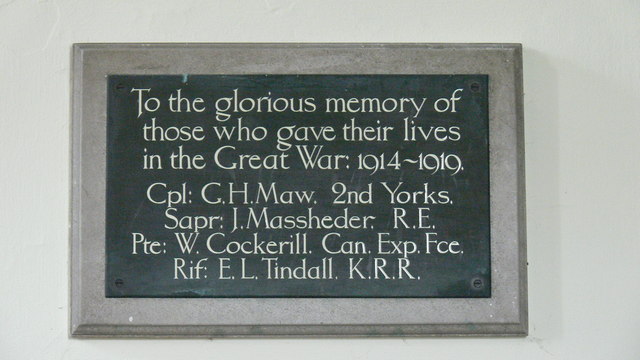 To the glorious memory of
those who gave their lives
in the Great War: 1914~1919.
Cpl: G.H. Maw. 2nd Yorks.
Sapr: J. Massheder. R.E.
Pte: W. Cockerill. Can. Exp. Fce.
Rif: E. L. Tindall. K.R.R.